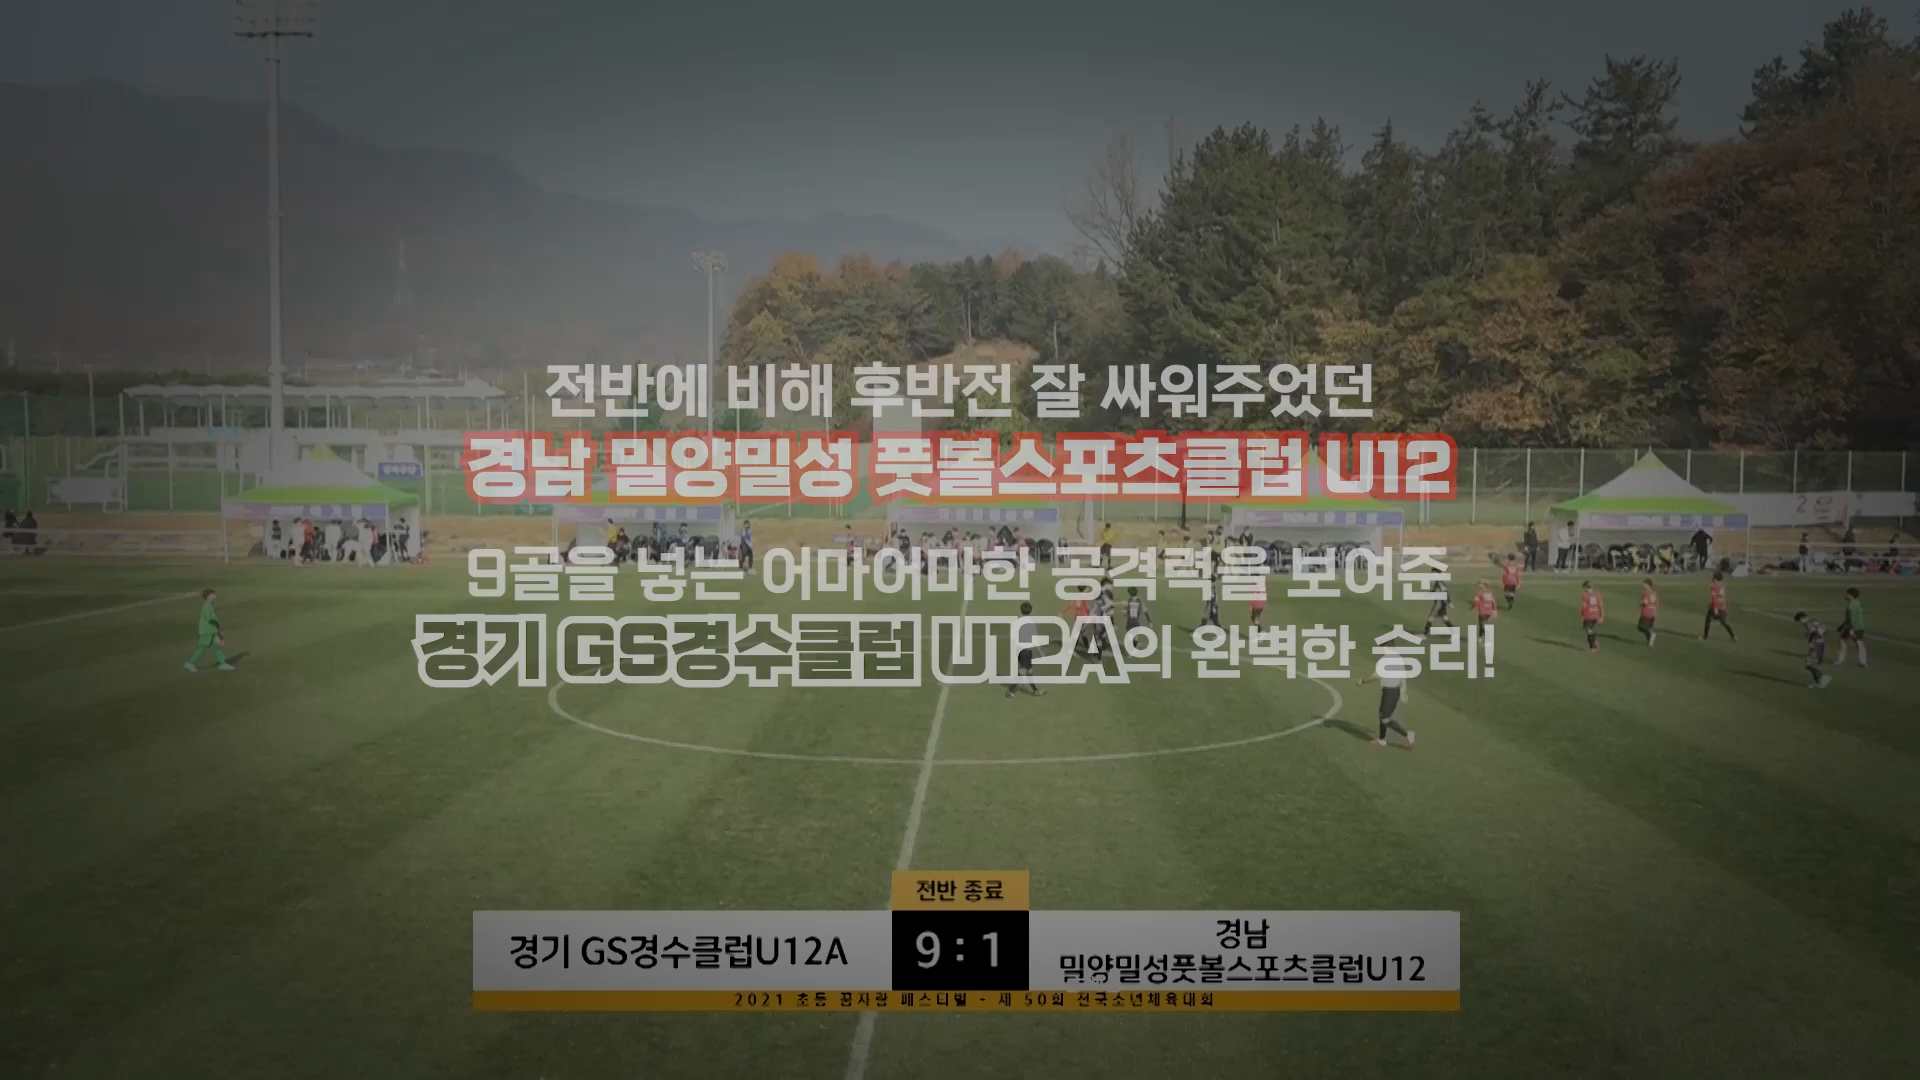 전반에 비해 후반전 잘 싸워주었던
경남 밀양밀성 풋볼스포츠클럽 U12
9골을 넣는 어마어마한 공격력을 보여준
경기 GS경수클럽 U12A의 완벽한 승리!
전반 종료
경기 GS경수클럽U12A
9 : 1
경남
밀양밀성풋볼스포츠클럽U12
2021 초등 꿈자람 페스티벌 - 제 50회 전국소년체육대회